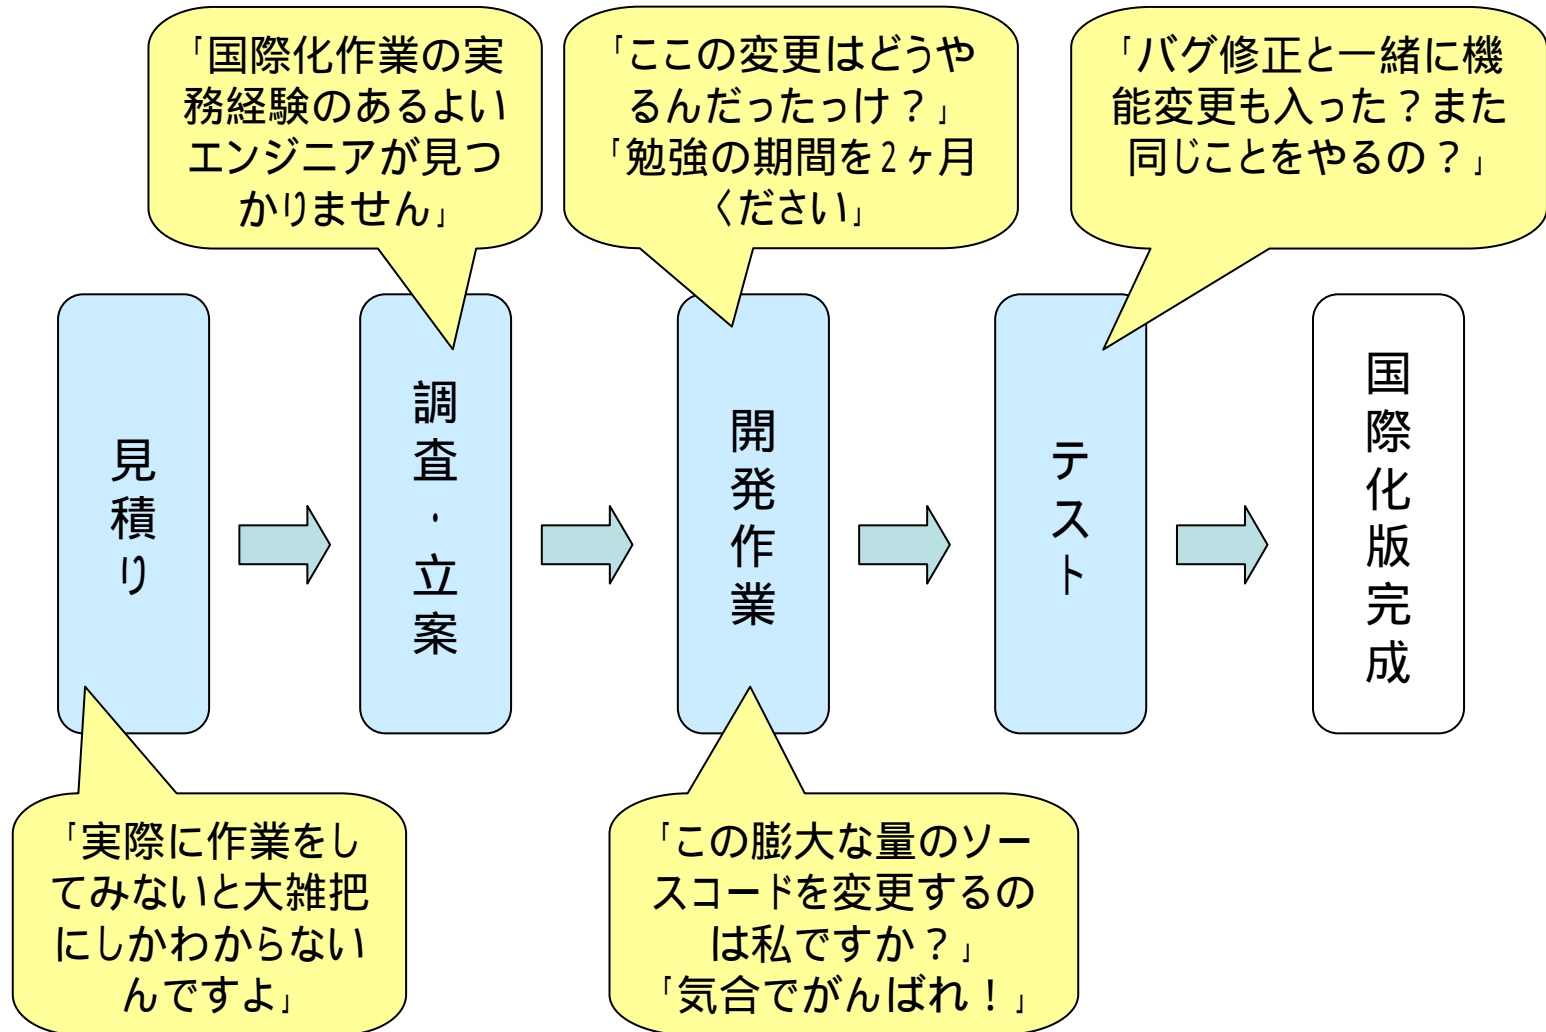 「国際化作業の実
務経験のあるよい
エンジニアが見つ
かりません」
「ここの変更はどうや
るんだったっけ？」
「勉強の期間を2ヶ月
ください」
「バグ修正と一緒に機
能変更も入った？また
同じことをやるの？」
見積り
調査・立案
開発作業
テスト
国際化版完成
「実際に作業をし
てみないと大雑把
にしかわからない
んですよ」
「この膨大な量のソー
スコードを変更するの
は私ですか？」
「気合でがんばれ！」